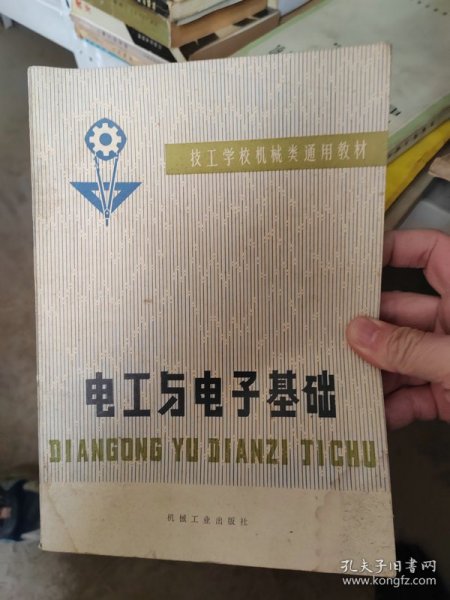 技工学校机械类通用教材
电工与电子基础
DIANGONG YU DIANZI JICHU
机械工业出版社
孔夫子旧书网
www.kongfz.com